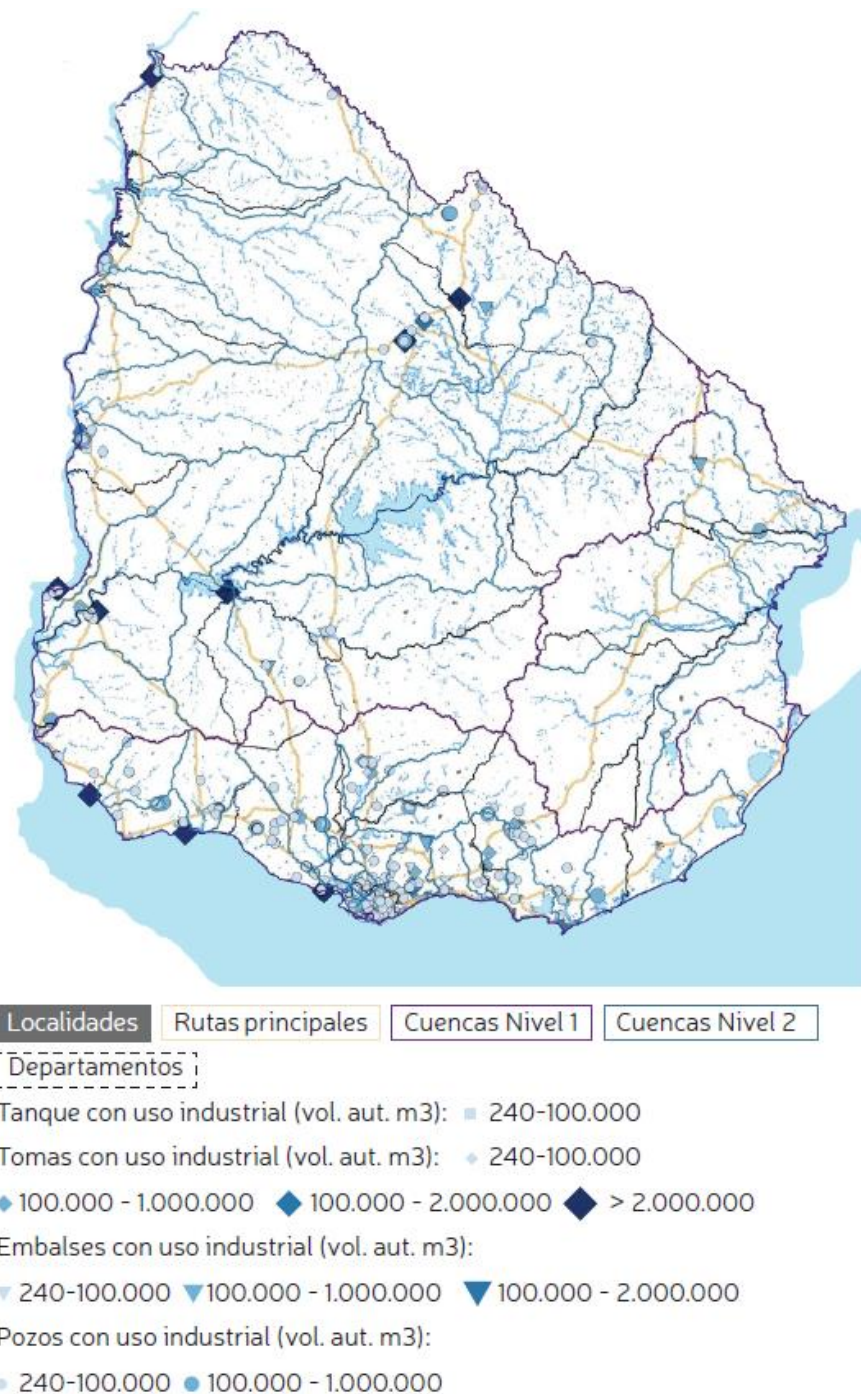 Localidades Rutas principales Cuencas Nivel 1 Cuencas Nivel 2
Departamentos
Tanque con uso industrial (vol. aut. m3): 240-100.000
Tomas con uso industrial (vol. aut. m3): 240-100.000
100.000 - 1.000.000 100.000 - 2.000.000 > 2.000.000
Embalses con uso industrial (vol. aut. m3):
240-100.000 100.000 - 1.000.000 100.000 - 2.000.000
Pozos con uso industrial (vol. aut. m3):
240-100.000 100.000 - 1.000.000